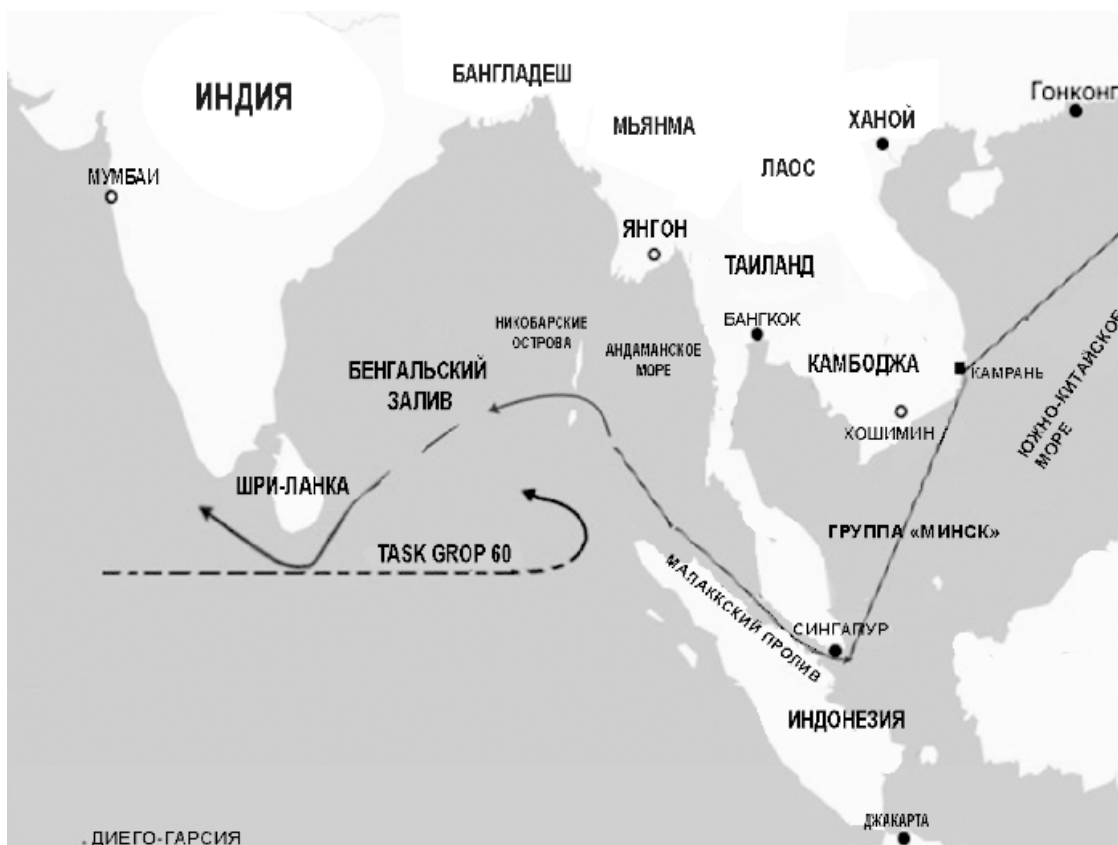 БАНГЛАДЕШ
ИНДИЯ
Гонконг
ХАНОЙ
МЬЯНМА
ЛАОС
МУМБАИ
ЯНГОН
ТАИЛАНД
БАНГКОК
НИКОБАРСКИЕ
ОСТРОВА
АНДАМАНСКОЕ
МОРЕ
КАМБОДЖА
КАМРАНЬ
ЮЖНО-КИТАЙСКОЕ
МОРЕ
БЕНГАЛЬСКИЙ
ЗАЛИВ
ХОШИМИН
ШРИ-ЛАНКА
ГРУППА «МИНСК»
TASK GROP 60
МАПАККСКИЙ ПРОЛИВ
СИНГАПУР
ИНДОНЕЗИЯ
ДЖАКАРТА
ДИЕГО-ГАРСИЯ